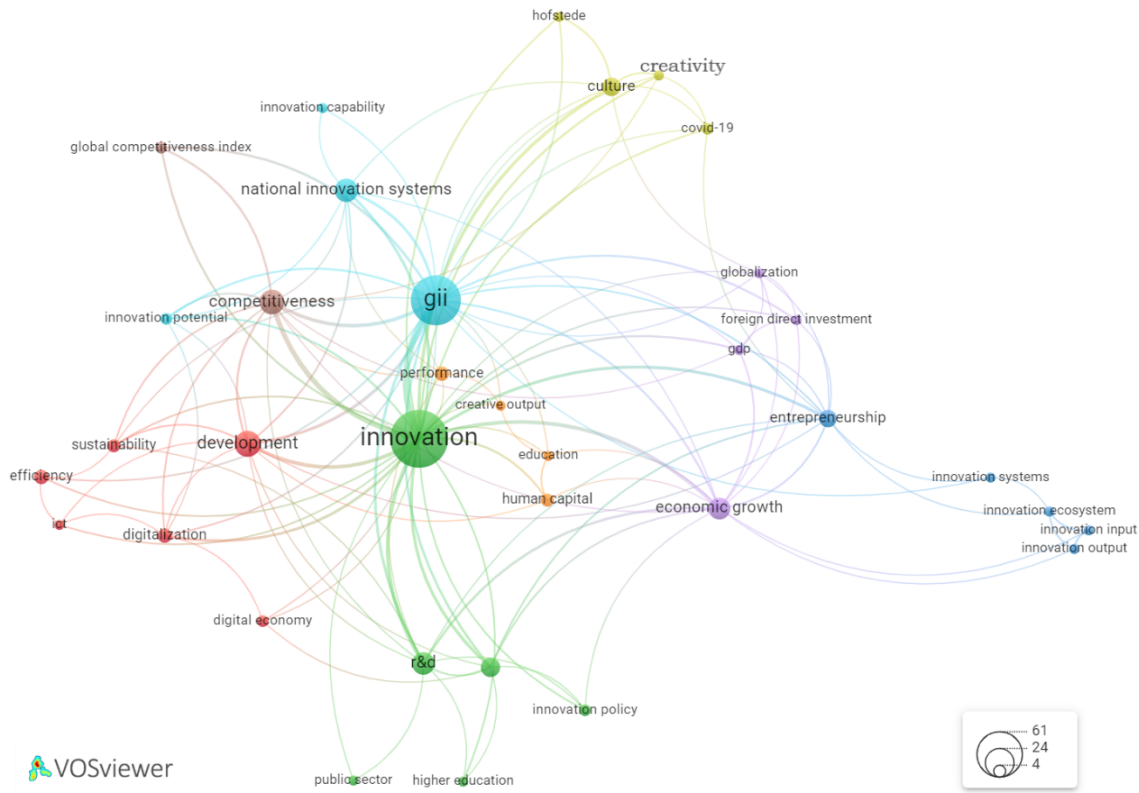 hofstede
creativity
culture
innovation capability
covid-19
global competitiveness index
national innovation systems
globalization
gii
competitiveness
innovation potential
foreign direct investment
gdp
performance
creative output
entrepreneurship
innovation
development
sustainability
education
efficiency
innovation systems
human capital
economic growth
innovation ecosystem
ict
innovation input
digitalization
innovation output
digital economy
r&d
innovation policy
61
24
4
VOSviewer
public sector
higher education